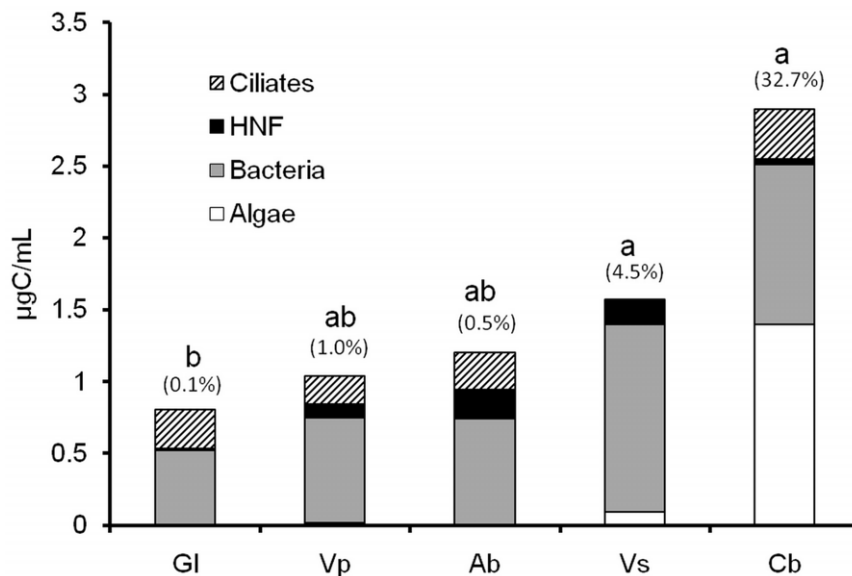 3.5
3
2.5
2
1.5
1
0.5
0
µgC/mL
Ciliates
HNF
Bacteria
Algae
b
(0.1%)
ab
(1.0%)
ab
(0.5%)
a
(4.5%)
a
(32.7%)
Gl
Vp
Ab
Vs
Cb